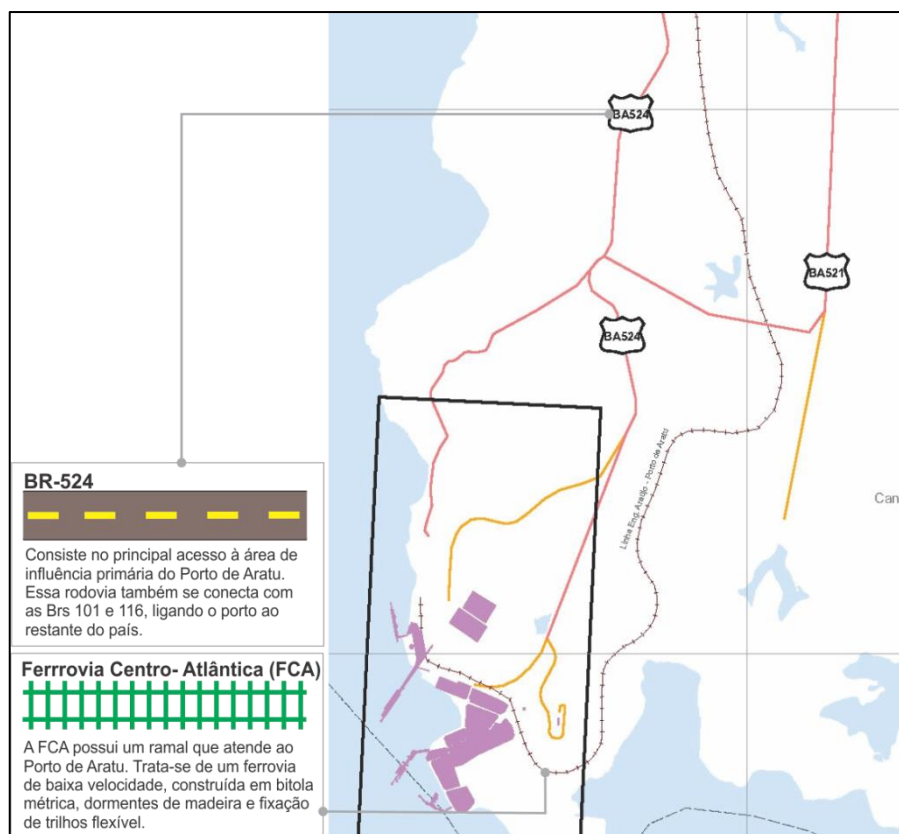 BA524
BA521
BA524
Linha Eng. Araújo - Porto de Aratu
Can
BR-524
Consiste no principal acesso à área de
influência primária do Porto de Aratu.
Essa rodovia também se conecta com
as Brs 101 e 116, ligando o porto ao
restante do país.
Ferrrovia Centro- Atlântica (FCA)
A FCA possui um ramal que atende ao
Porto de Aratu. Trata-se de um ferrovia
de baixa velocidade, construída em bitola
métrica, dormentes de madeira e fixação
de trilhos flexível.